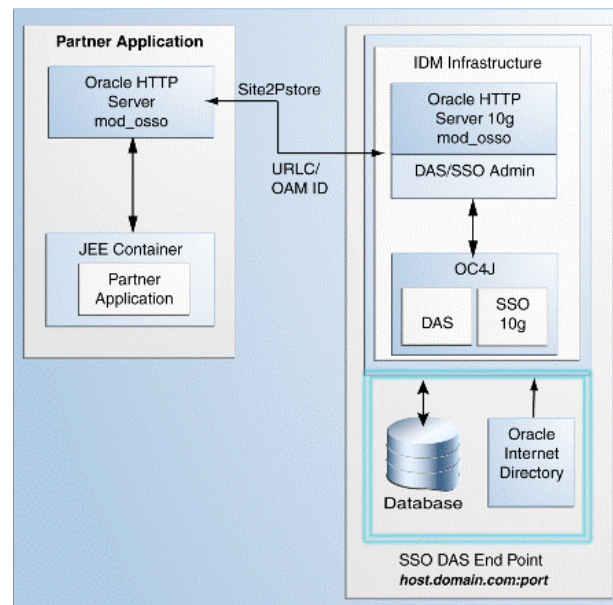 Partner Application
Oracle HTTP
Server
mod_osso
JEE Container
Partner
Application
Site2Pstore
URLC/
OAM ID
IDM Infrastructure
Oracle HTTP
Server 10g
mod_osso
DAS/SSO Admin
OC4J
DAS
SSO
10g
Database
Oracle
Internet
Directory
SSO DAS End Point
host.domain.com:port